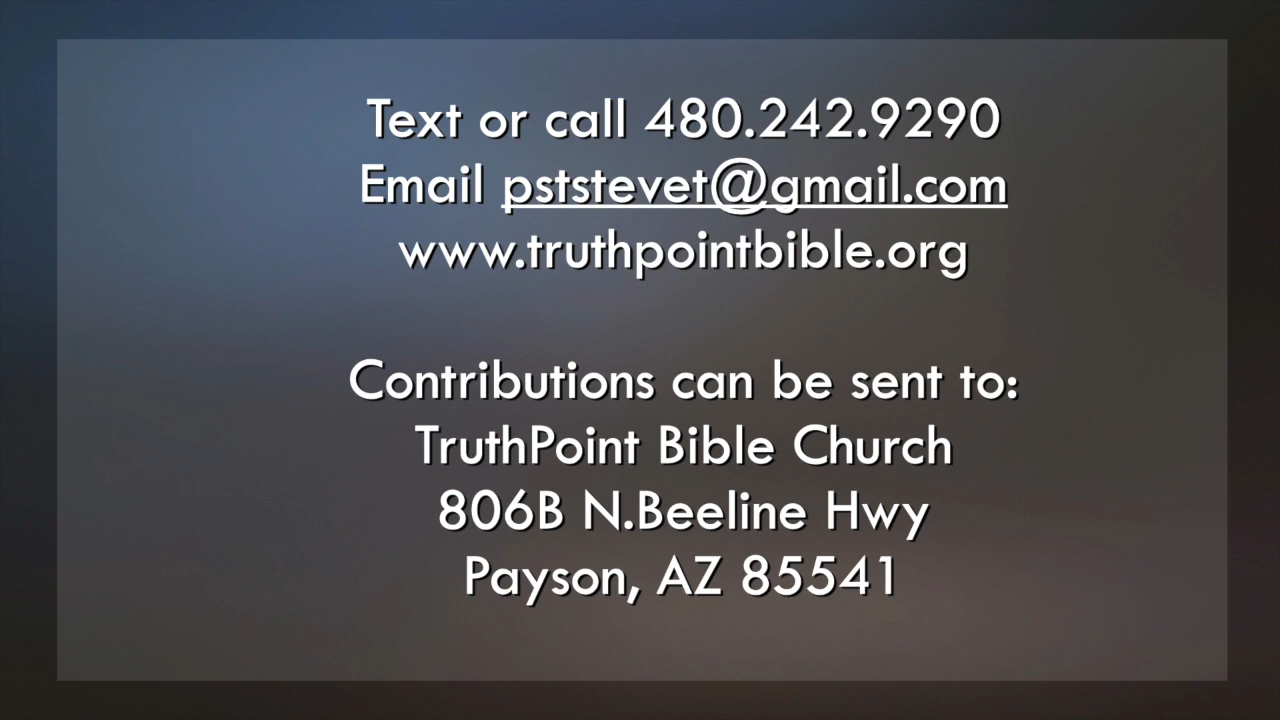 Text or call 480.242.9290
Email pststevet@gmail.com
www.truthpointbible.org
Contributions can be sent to:
TruthPoint Bible Church
806B N.Beeline Hwy
Payson, AZ 85541